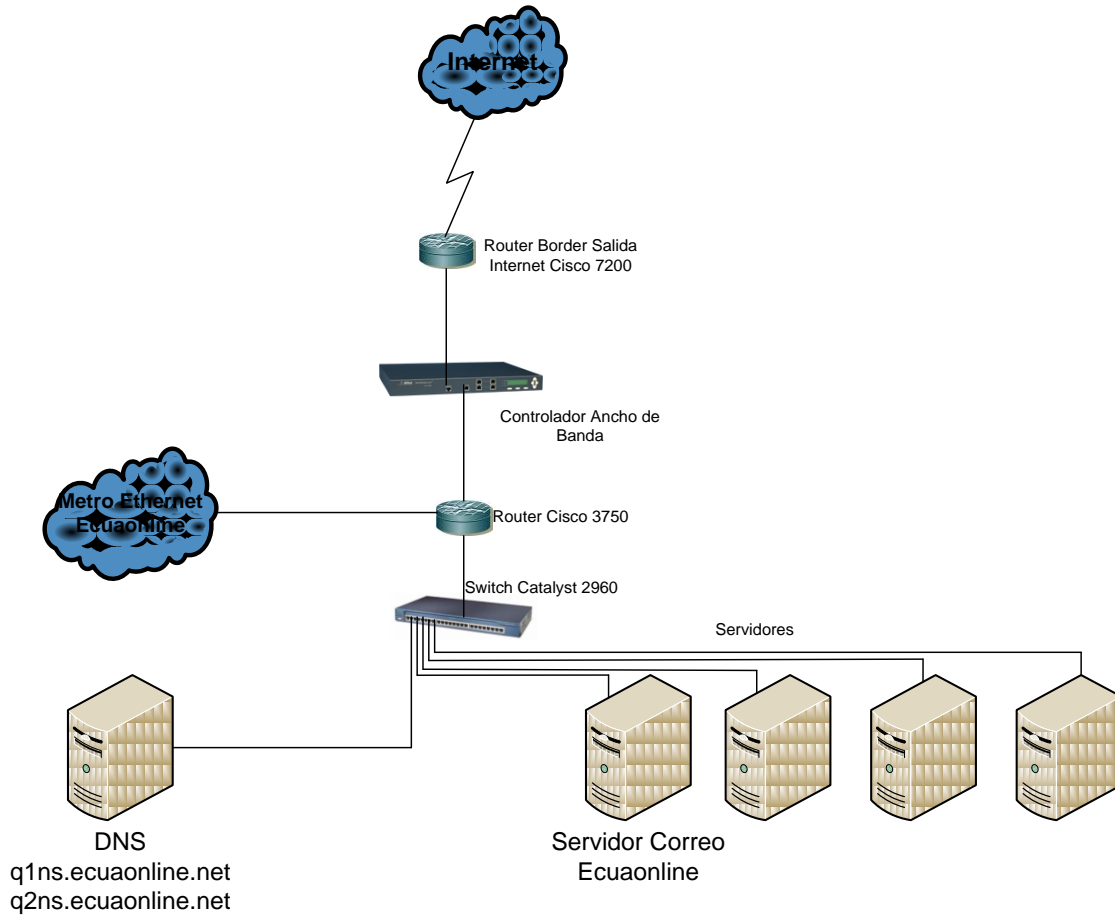 Internet
Router Border Salida
Internet Cisco 7200
Controlador Ancho de
Banda
Metro Ethernet
Ecuaonline
Router Cisco 3750
Switch Catalyst 2960
Servidores
DNS
q1ns.ecuaonline.net
q2ns.ecuaonline.net
Servidor Correo
Ecuaonline